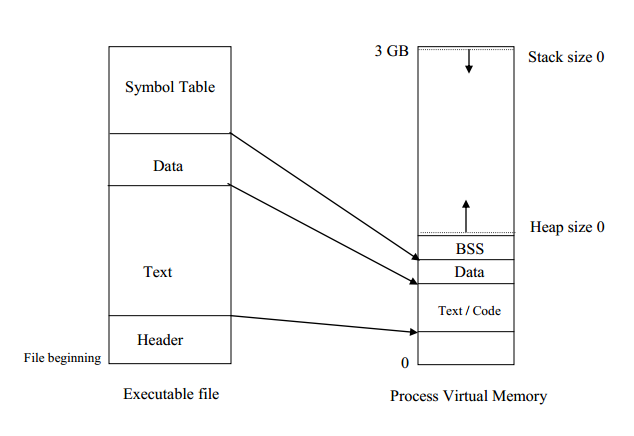 3 GB
Stack size 0
Symbol Table
Data
Heap size 0
BSS
Data
Text
Text / Code
Header
File beginning
0
Executable file
Process Virtual Memory